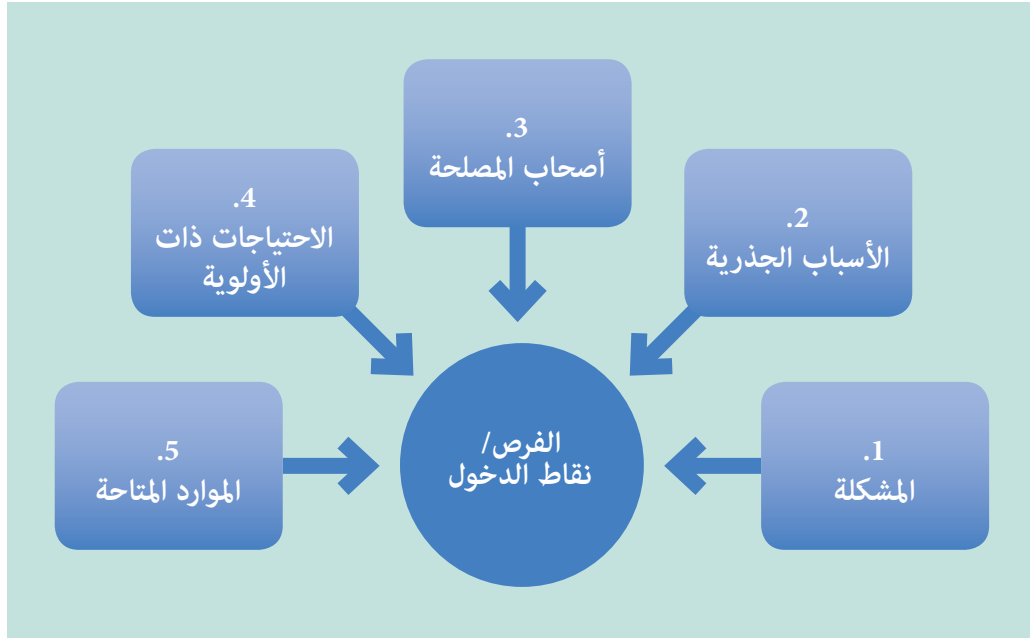 1.
المشكلة
2.
الأسباب الجذرية
3.
أصحاب المصلحة
4.
الاحتياجات ذات
الأولوية
5.
الموارد المتاحة
الفرص/
نقاط الدخول